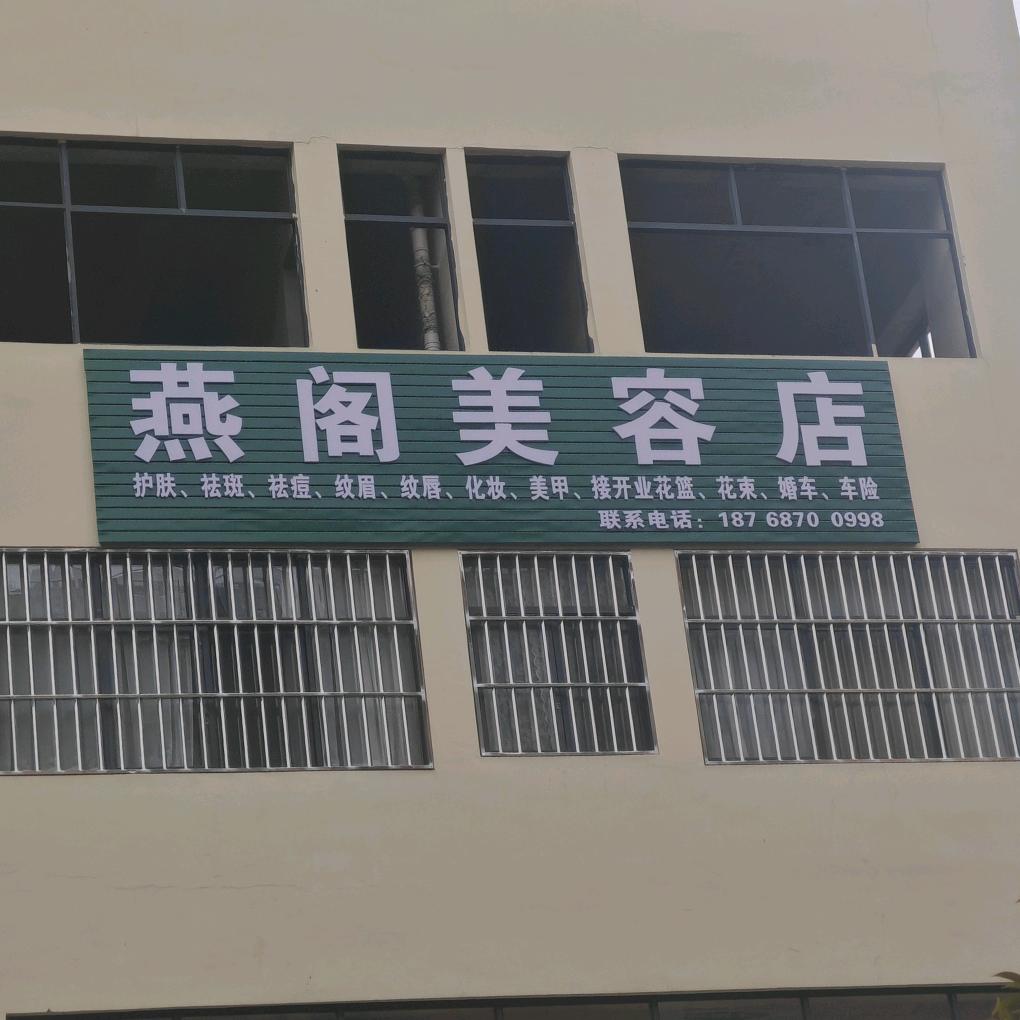 燕阁美容店
护肤、祛斑、祛痘、纹眉、纹唇、化妆、美甲、接开业花篮、花束、婚车、车险
联系电话：187 6870 0998